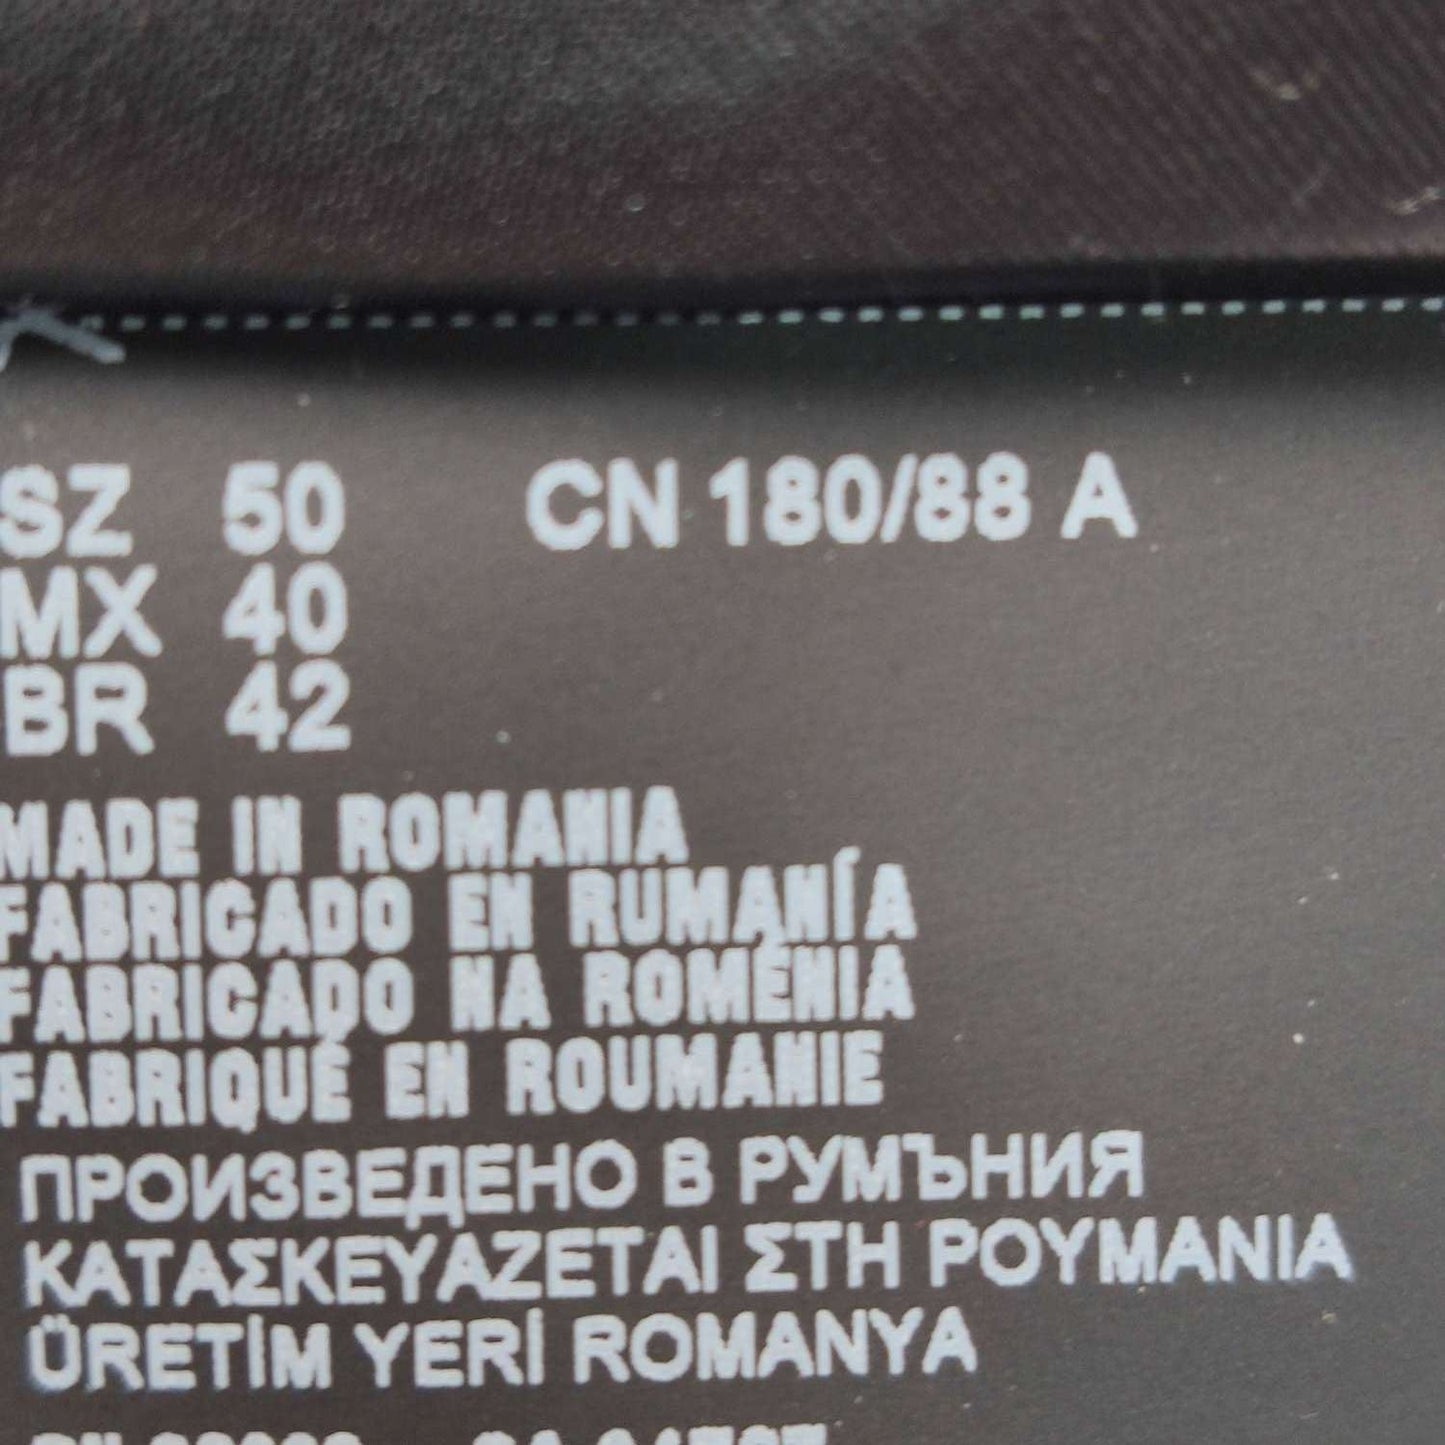 SZ 50 CN 180/88 A
MX 40
BR 42
MADE IN ROMANIA
FABRICADO EN RUMANÍA
FABRICADO NA ROMÉNIA
FABRIQUÉ EN ROUMANIE
ПРОИЗВЕДЕНО В РУМЪНИЯ
ΚΑΤΑΣΚΕΥΑΖΕΤΑΙ ΣΤΗ ΡΟΥΜΑΝΙΑ
ÜRETİM YERİ ROMANYA